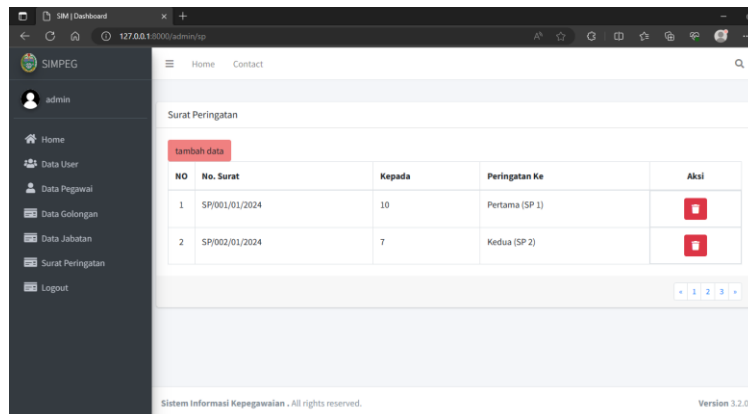 SIM | Dashboard
127.0.0.1:8000/admin/sp
SIMPEG
Home Contact
admin
Surat Peringatan
Home
tambah data
Data User
NO No. Surat Kepada Peringatan Ke Aksi
Data Pegawai
1 SP/001/01/2024 10 Pertama (SP 1)
Data Golongan
Data Jabatan
2 SP/002/01/2024 7 Kedua (SP 2)
Surat Peringatan
Logout
« 1 2 3 »
Sistem Informasi Kepegawaian . All rights reserved.
Version 3.2.0